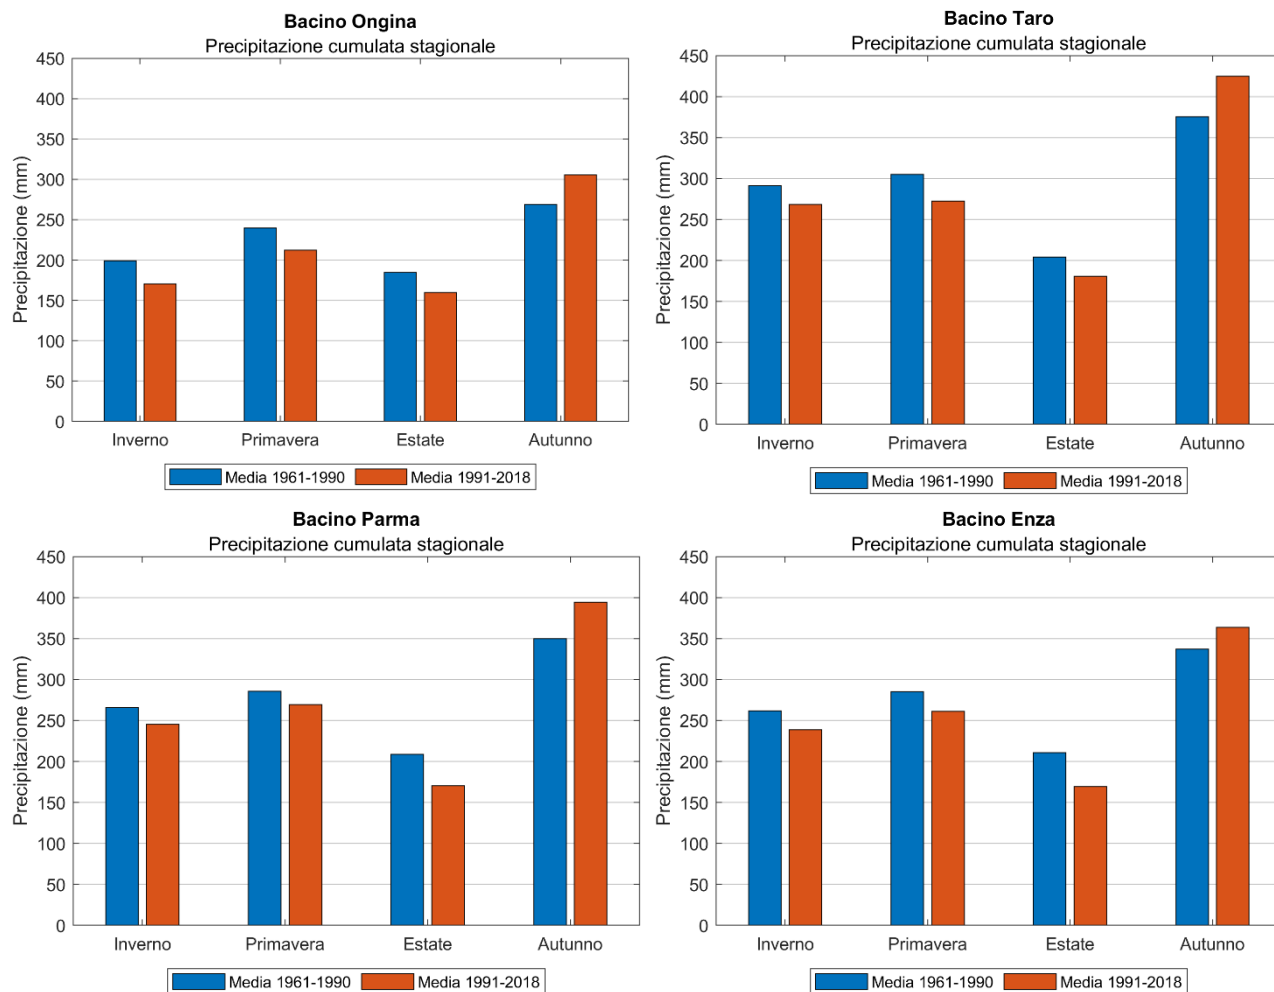 Bacino Ongina
Precipitazione cumulata stagionale
Precipitazione (mm)
450
400
350
300
250
200
150
100
50
0
Inverno Primavera Estate Autunno
Media 1961-1990 Media 1991-2018
Bacino Taro
Precipitazione cumulata stagionale
Precipitazione (mm)
450
400
350
300
250
200
150
100
50
0
Inverno Primavera Estate Autunno
Media 1961-1990 Media 1991-2018
Bacino Parma
Precipitazione cumulata stagionale
Precipitazione (mm)
450
400
350
300
250
200
150
100
50
0
Inverno Primavera Estate Autunno
Media 1961-1990 Media 1991-2018
Bacino Enza
Precipitazione cumulata stagionale
Precipitazione (mm)
450
400
350
300
250
200
150
100
50
0
Inverno Primavera Estate Autunno
Media 1961-1990 Media 1991-2018